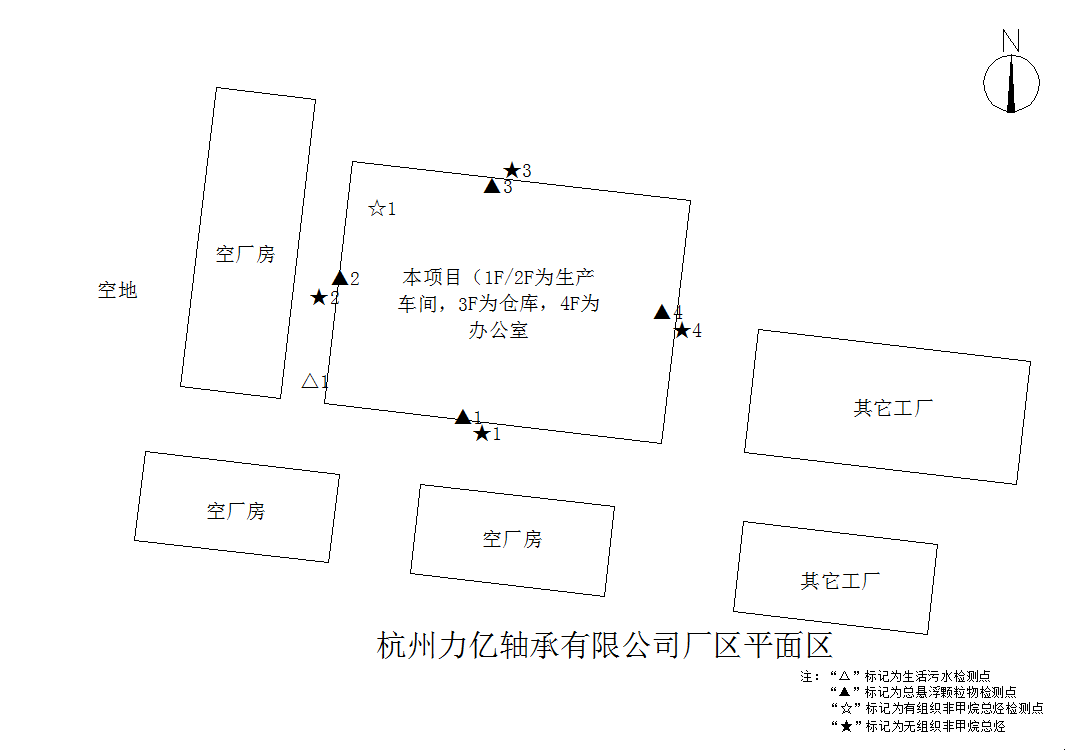 N
★3
▲3
☆1
空厂房
▲2
本项目（1F/2F为生产
车间，3F为仓库，4F为
办公室
空地
★2
▲4
★4
△1
其它工厂
▲1
★1
空厂房
空厂房
其它工厂
杭州力亿轴承有限公司厂区平面区
注：“△”标记为生活污水检测点
“▲”标记为总悬浮颗粒物检测点
“☆”标记为有组织非甲烷总烃检测点
“★”标记为无组织非甲烷总烃